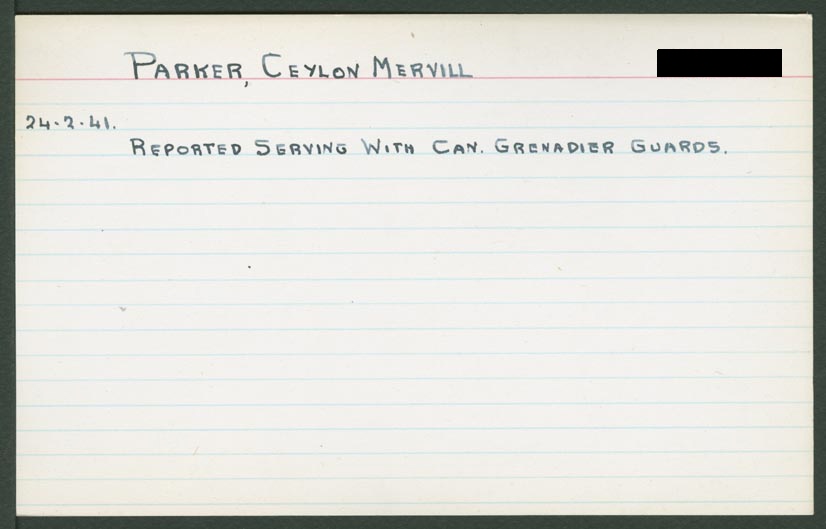 PARKER, CEYLON MERVILL
24.2.41.
REPORTED SERVING WITH CAN. GRENADIER GUARDS.